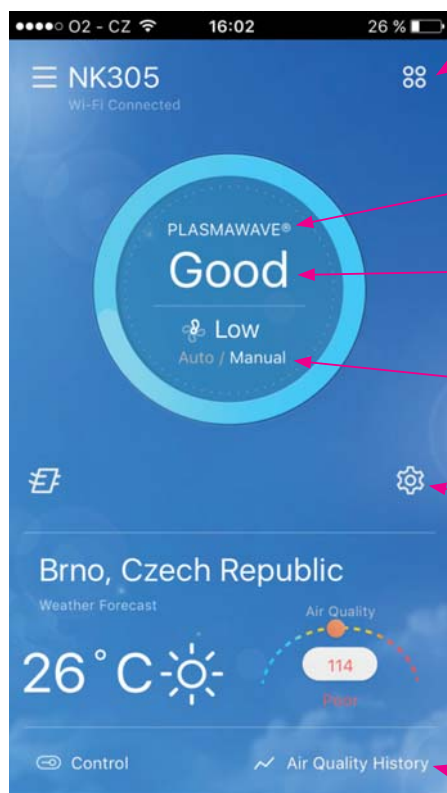 O2 - CZ 16:02 26 %
NK305
Wi-Fi Connected
PLASMAWAVE®
Good
Low
Auto / Manual
Brno, Czech Republic
Weather Forecast
Air Quality
26°C
114
Poor
Control
Air Quality History